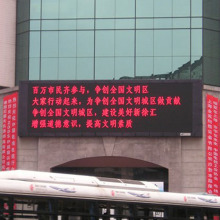 百万市民齐参与，争创全国文明区
大家行动起来，为争创全国文明城区做贡献
争创全国文明城区，建设美好新徐汇
增强道德意识，提高文明素质